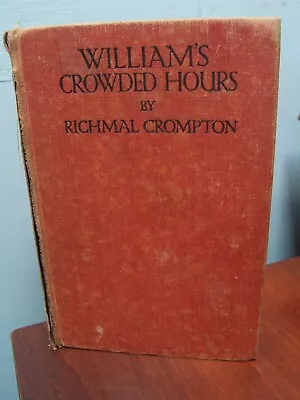 WILLIAM'S
CROWDED HOURS
BY
RICHMAL CROMPTON